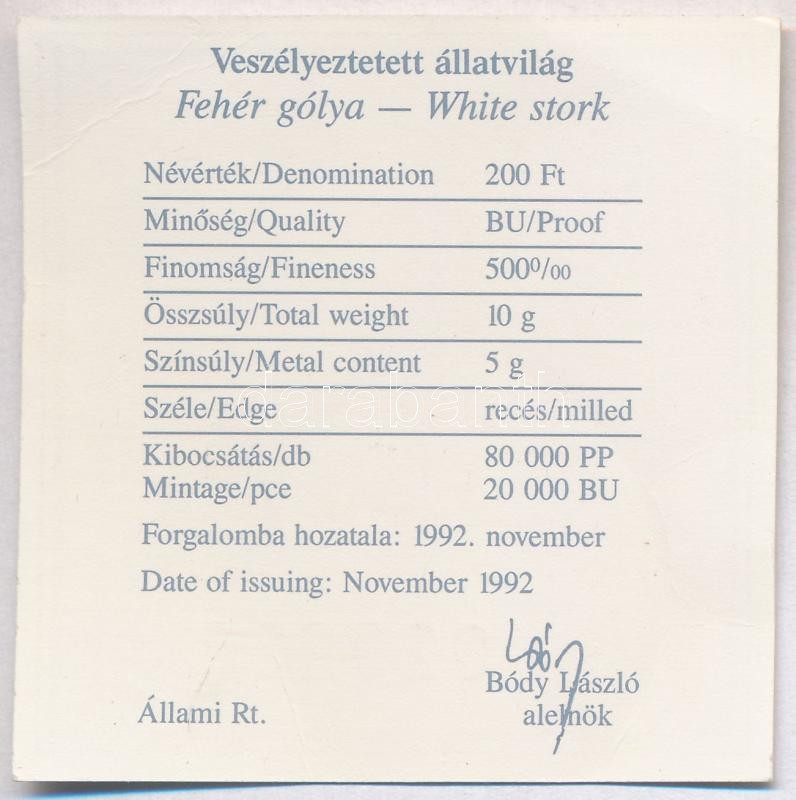 Veszélyeztetett állatvilág
Fehér gólya — White stork
Névérték/Denomination 200 Ft
Minőség/Quality BU/Proof
Finomság/Fineness 500⁰/₀₀
Összsúly/Total weight 10 g
Színsúly/Metal content 5 g
darabanth
Széle/Edge recés/milled
Kibocsátás/db 80 000 PP
Mintage/pce 20 000 BU
Forgalomba hozatala: 1992. november
Date of issuing: November 1992
Bódy László
Állami Rt. alelnök